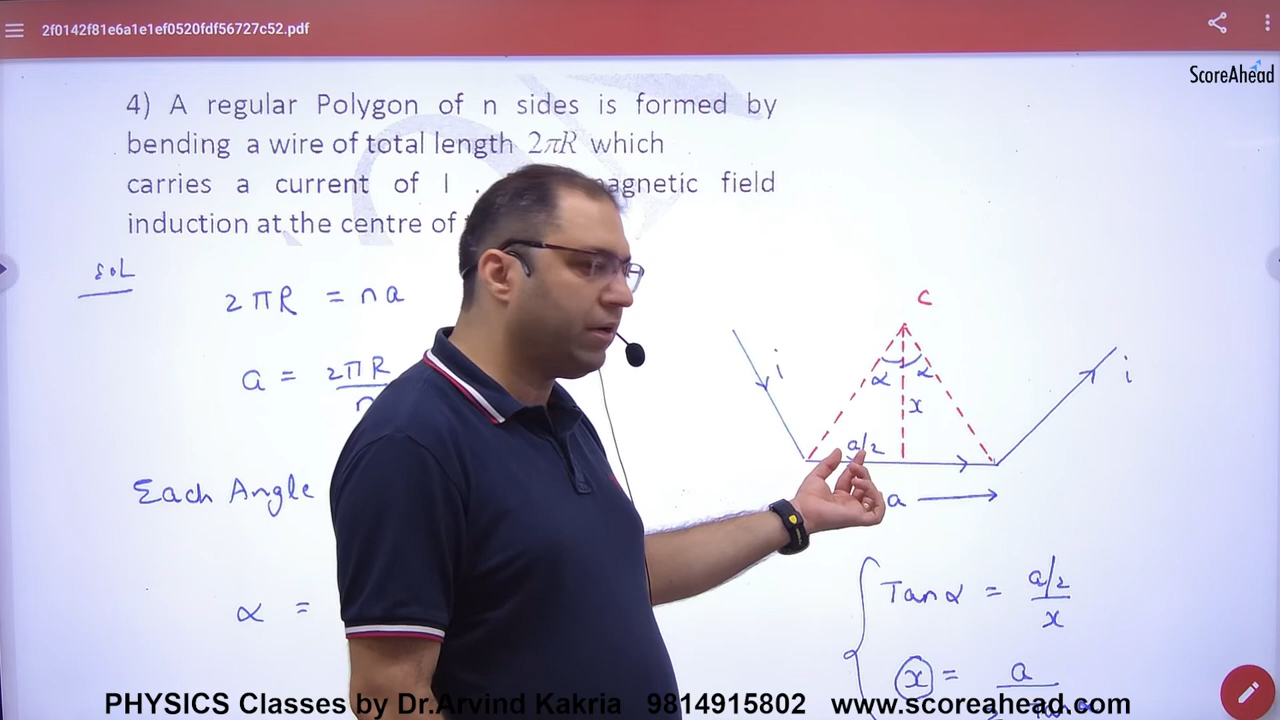 2f0142f81e6a1e1ef0520fdf56727c52.pdf
ScoreAhead
4) A regular Polygon of n sides is formed by
bending a wire of total length 2πR which
carries a current of I . magnetic field
induction at the centre of
Sol
2πR = na
a = 2πR
Each Angle
α =
C
i
α
α
x
a/2
i
a
Tanα = a/2
x
x = a
PHYSICS Classes by Dr.Arvind Kakria 9814915802 www.scoreahead.com